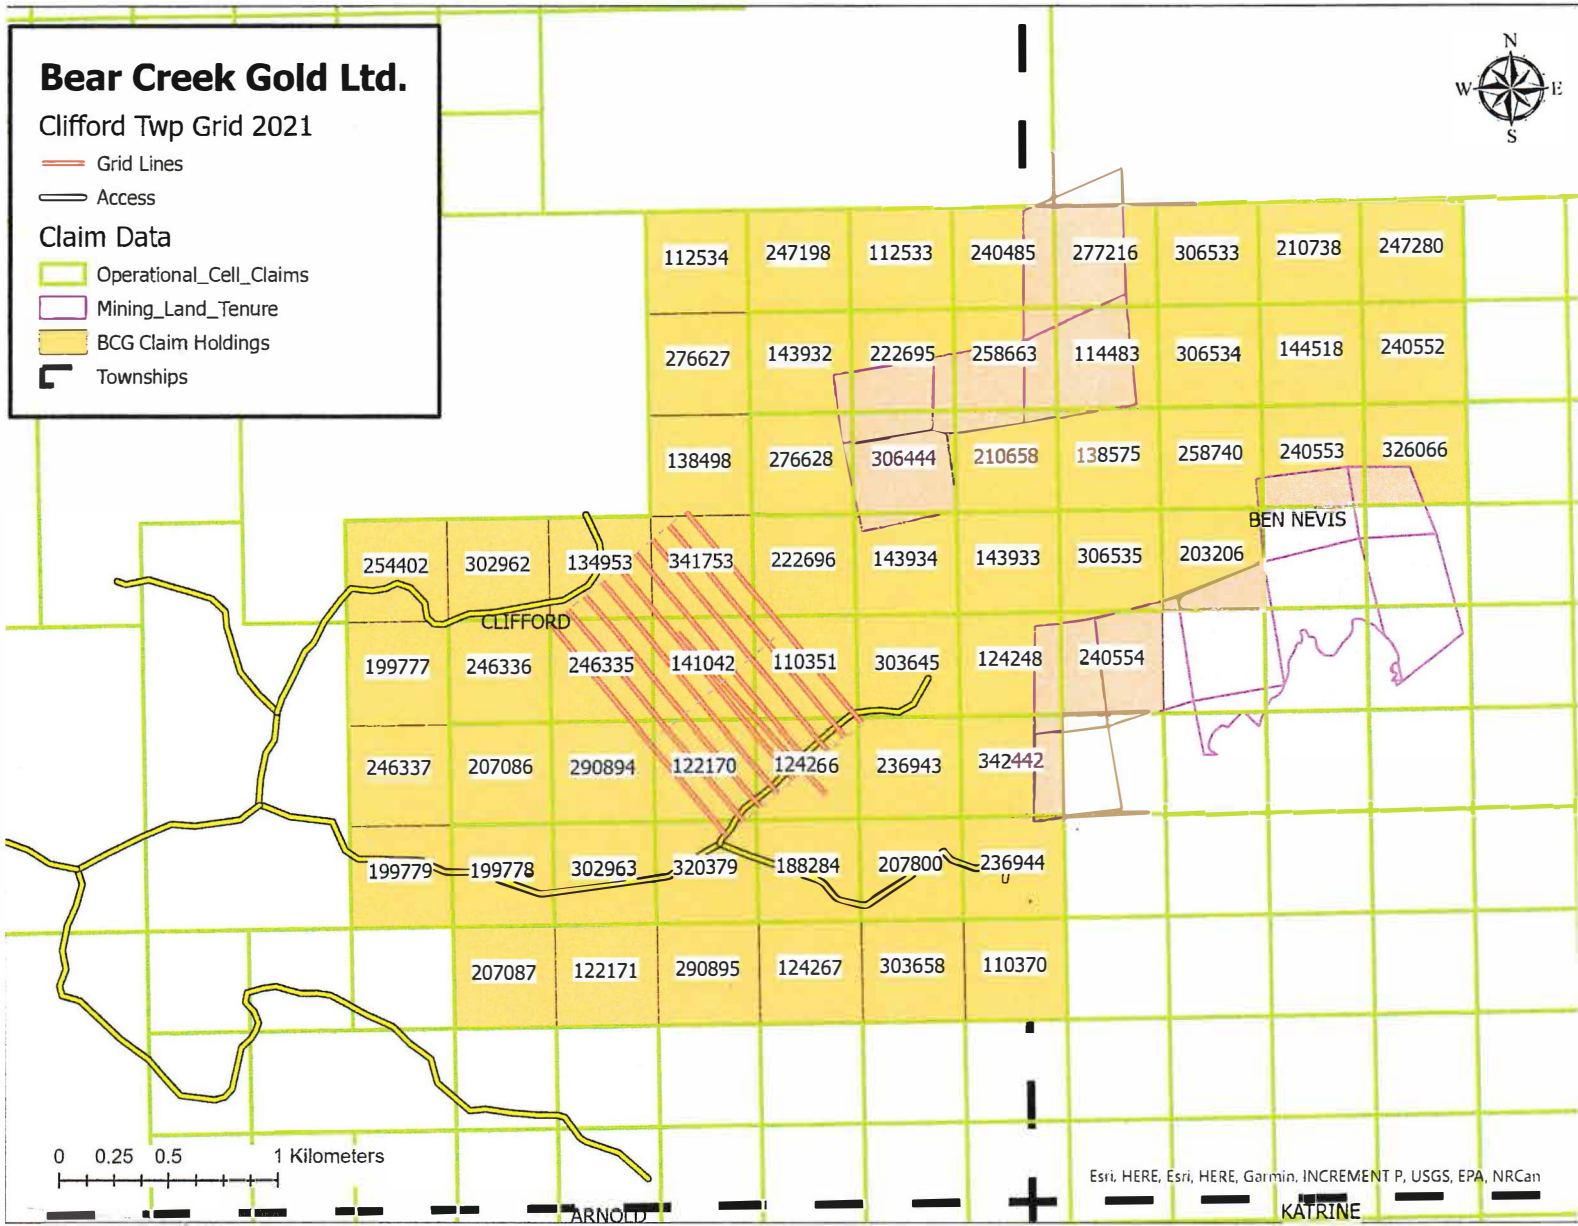 Bear Creek Gold Ltd.
Clifford Twp Grid 2021
Grid Lines
Access
Claim Data
Operational_Cell_Claims
Mining_Land_Tenure
BCG Claim Holdings
Townships
N
W E
S
112534 247198 112533 240485 277216 306533 210738 247280
276627 143932 222695 258663 114483 306534 144518 240552
138498 276628 306444 210658 138575 258740 240553 326066
BEN NEVIS
254402 302962 134953 341753 222696 143934 143933 306535 203206
CLIFFORD
199777 246336 246335 141042 110351 303645 124248 240554
246337 207086 290894 122170 124266 236943 342442
199779 199778 302963 320379 188284 207800 236944
207087 122171 290895 124267 303658 110370
0 0.25 0.5 1 Kilometers
Esri, HERE, Esri, HERE, Garmin, INCREMENT P, USGS, EPA, NRCan
ARNOLD KATRINE